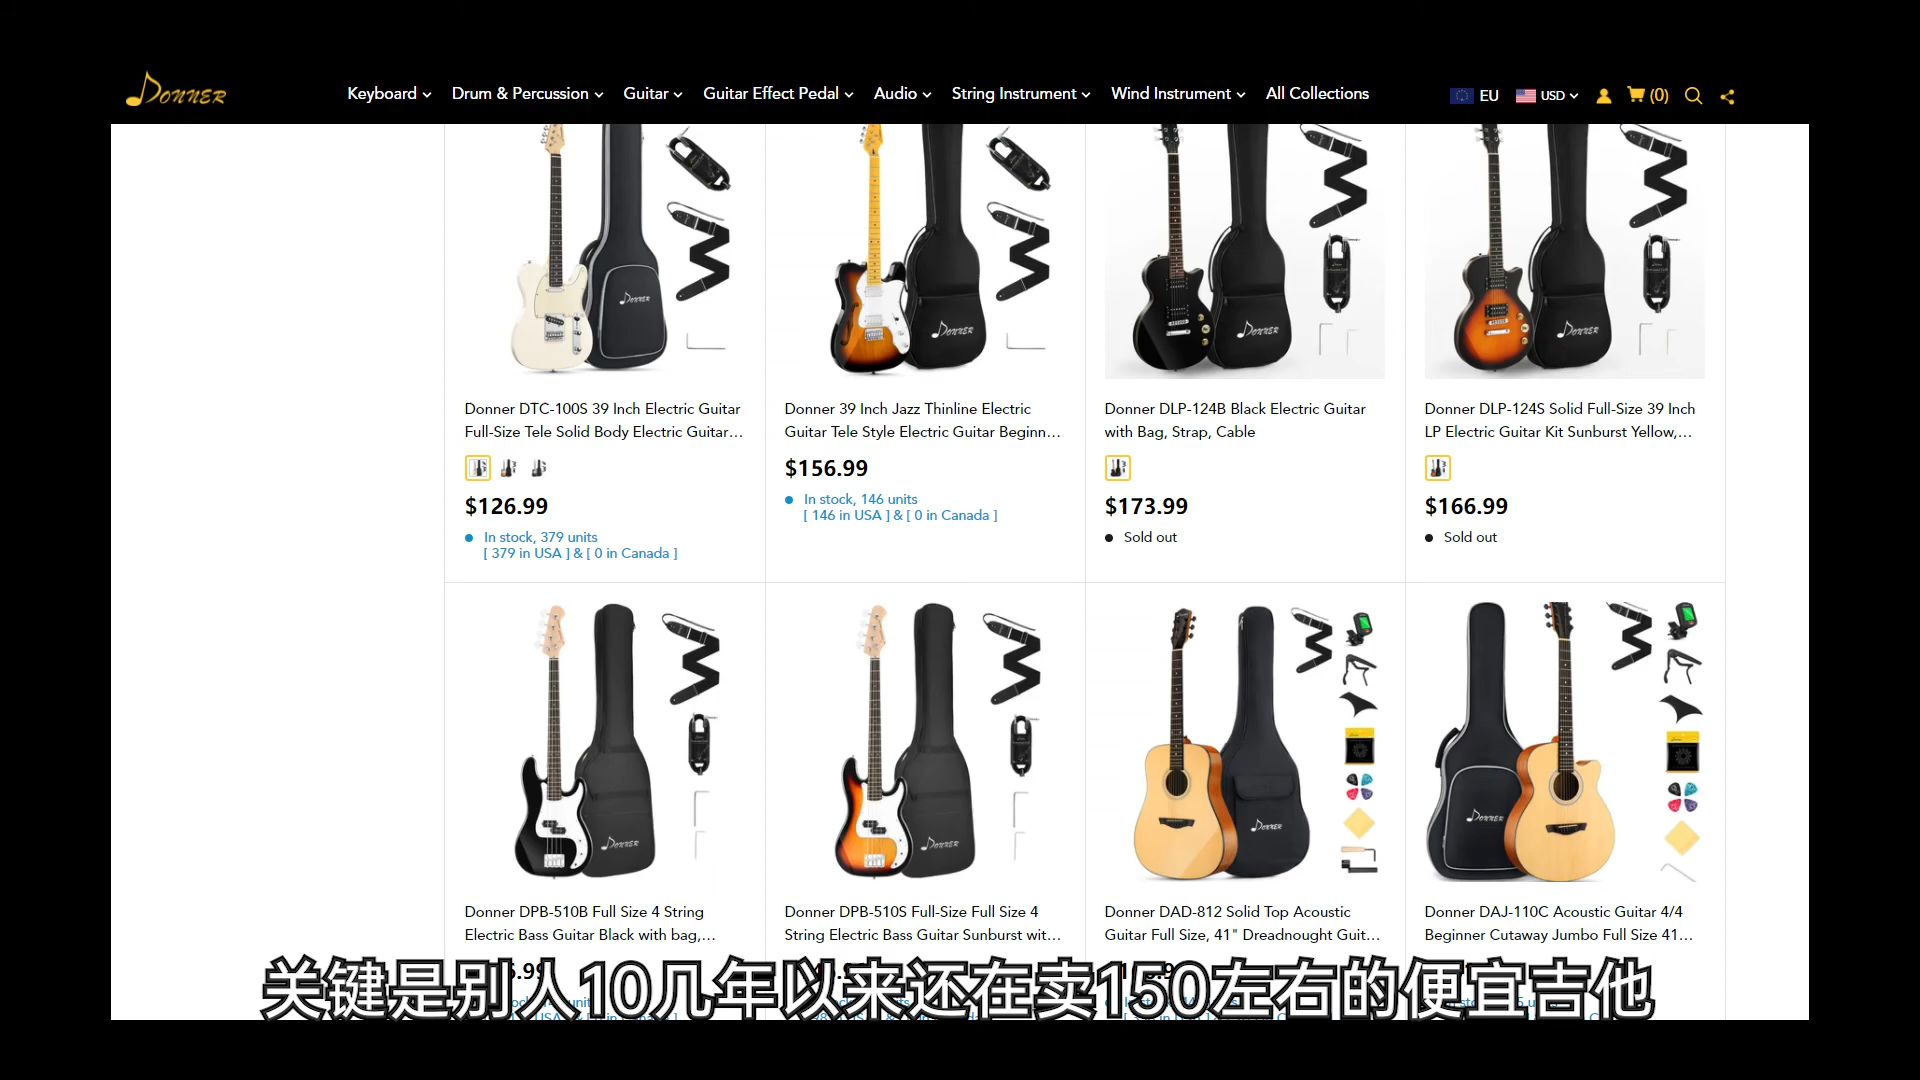 DONNER
Keyboard
Drum & Percussion
Guitar
Guitar Effect Pedal
Audio
String Instrument
Wind Instrument
All Collections
EU
USD
(0)
DONNER
DONNER
DONNER
DONNER
Donner DTC-100S 39 Inch Electric Guitar
Full-Size Tele Solid Body Electric Guitar…
$126.99
In stock, 379 units
[ 379 in USA ] & [ 0 in Canada ]
Donner 39 Inch Jazz Thinline Electric
Guitar Tele Style Electric Guitar Beginn…
$156.99
In stock, 146 units
[ 146 in USA ] & [ 0 in Canada ]
Donner DLP-124B Black Electric Guitar
with Bag, Strap, Cable
$173.99
Sold out
Donner DLP-124S Solid Full-Size 39 Inch
LP Electric Guitar Kit Sunburst Yellow,…
$166.99
Sold out
DONNER
DONNER
DONNER
DONNER
Donner DPB-510B Full Size 4 String
Electric Bass Guitar Black with bag,…
Donner DPB-510S Full-Size Full Size 4
String Electric Bass Guitar Sunburst wit…
Donner DAD-812 Solid Top Acoustic
Guitar Full Size, 41" Dreadnought Guit…
Donner DAJ-110C Acoustic Guitar 4/4
Beginner Cutaway Jumbo Full Size 41…
关键是别人10几年以来还在卖150左右的便宜吉他